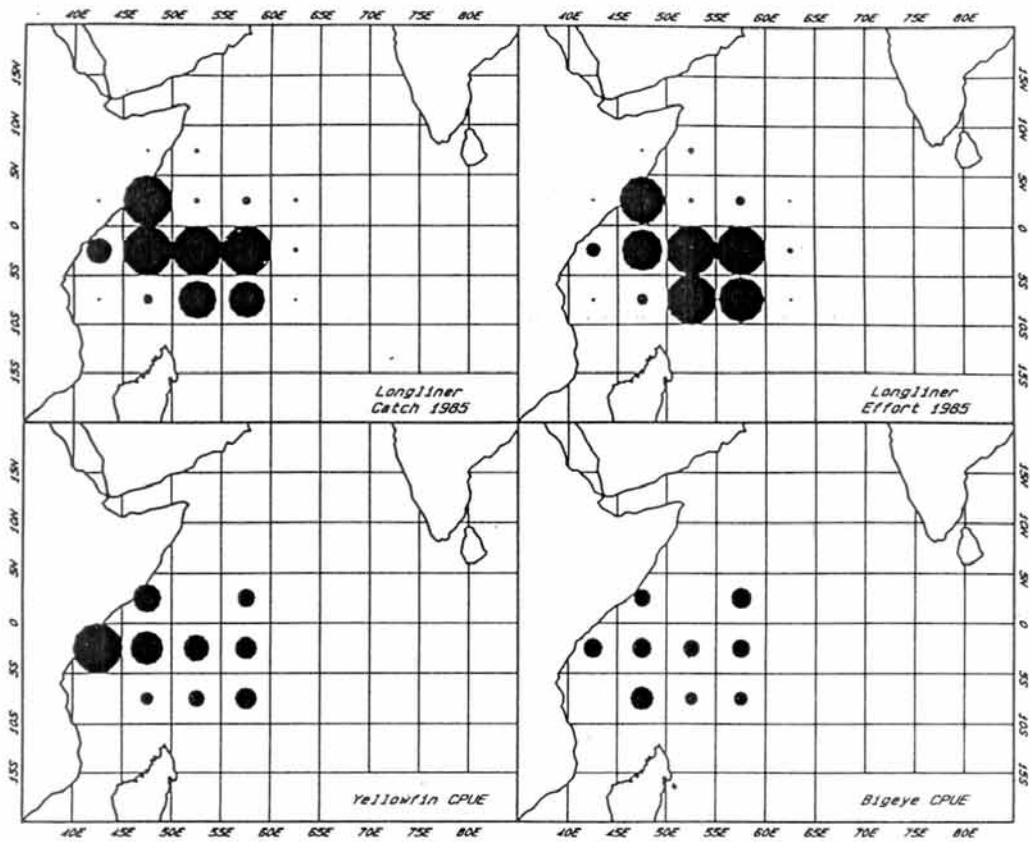 40E 45E 50E 55E 60E 65E 70E 75E 80E
40E 45E 50E 55E 60E 65E 70E 75E 80E
15N
10N
5N
0
5S
10S
15S
15N
10N
5N
0
5S
10S
15S
Longliner
Catch 1985
Longliner
Effort 1985
15N
10N
5N
0
5S
10S
15S
15N
10N
5N
0
5S
10S
15S
Yellowfin CPUE
Bigeye CPUE
40E 45E 50E 55E 60E 65E 70E 75E 80E
40E 45E 50E 55E 60E 65E 70E 75E 80E